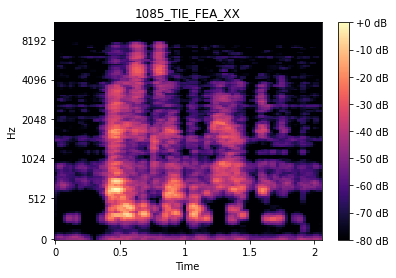 1085_TIE_FEA_XX
+0 dB
8192
-10 dB
4096
-20 dB
-30 dB
2048
Hz
-40 dB
1024
-50 dB
512
-60 dB
-70 dB
0
-80 dB
0
0.5
1
1.5
2
Time